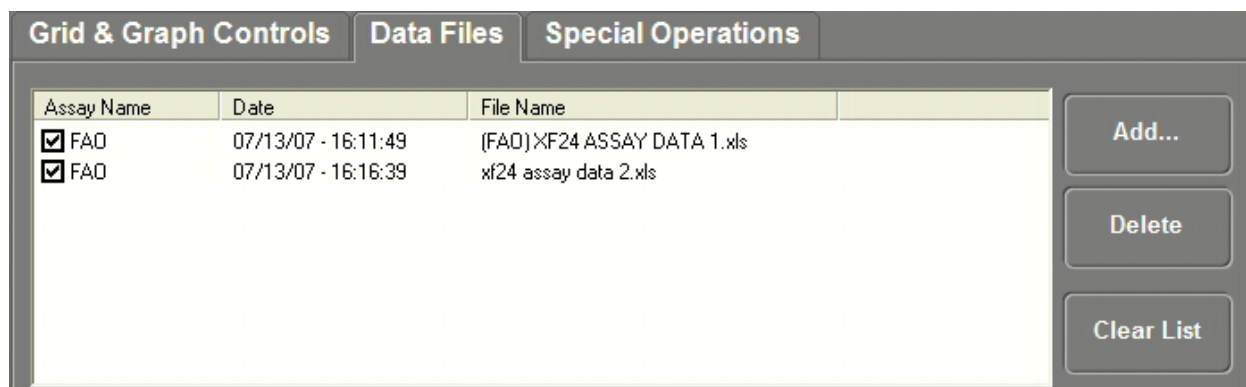 Grid & Graph Controls Data Files Special Operations
Assay Name Date File Name
FAO 07/13/07 - 16:11:49 (FAO) XF24 ASSAY DATA 1.xls
FAO 07/13/07 - 16:16:39 xf24 assay data 2.xls
Add...
Delete
Clear List